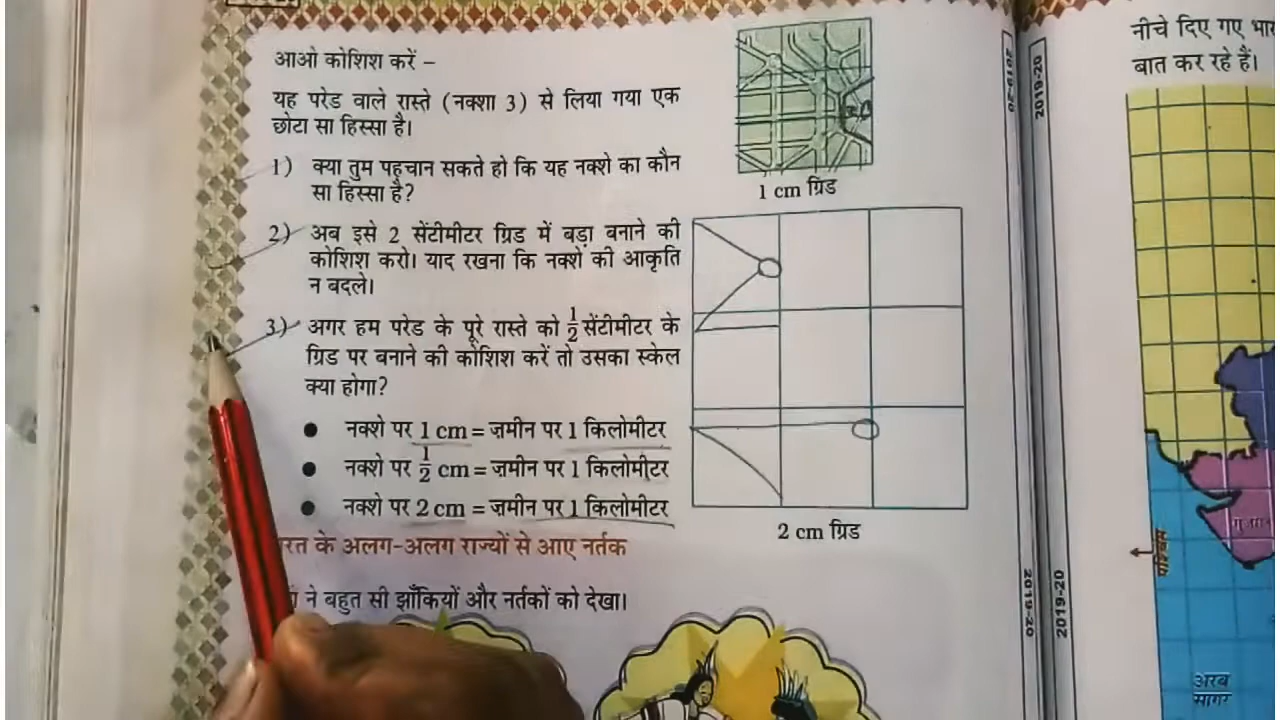 आओ कोशिश करें –
यह परेड वाले रास्ते (नक्शा 3) से लिया गया एक
छोटा सा हिस्सा है।
1) क्या तुम पहचान सकते हो कि यह नक्शे का कौन
सा हिस्सा है?
2) अब इसे 2 सेंटीमीटर ग्रिड में बड़ा बनाने की
कोशिश करो। याद रखना कि नक्शे की आकृति
न बदले।
3) अगर हम परेड के पूरे रास्ते को 1/2 सेंटीमीटर के
ग्रिड पर बनाने की कोशिश करें तो उसका स्केल
क्या होगा?
● नक्शे पर 1 cm = ज़मीन पर 1 किलोमीटर
● नक्शे पर 1/2 cm = ज़मीन पर 1 किलोमीटर
● नक्शे पर 2 cm = ज़मीन पर 1 किलोमीटर
1 cm ग्रिड
2 cm ग्रिड
के अलग-अलग राज्यों से आए नर्तक
ने बहुत सी झाँकियों और नर्तकों को देखा।
2019-20
2019-20
2019-20
2019-20
नीचे दिए गए
बात कर रहे हैं।
पश्चिम
अरब
सागर